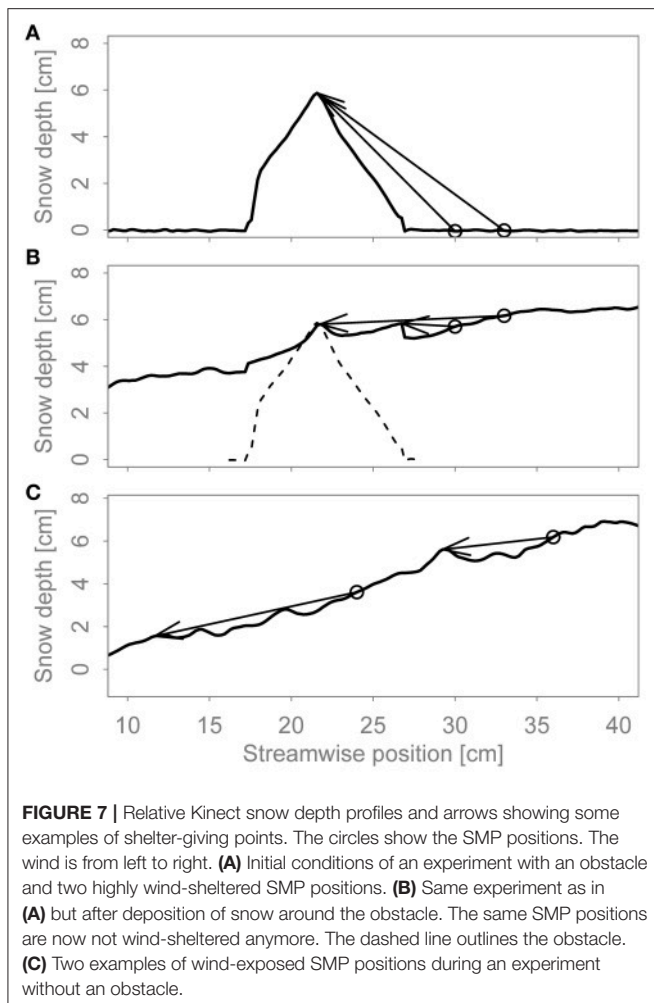 A
Snow depth [cm]
8
6
4
2
0
B
Snow depth [cm]
8
6
4
2
0
C
Snow depth [cm]
8
6
4
2
0
10 15 20 25 30 35 40
Streamwise position [cm]
FIGURE 7 | Relative Kinect snow depth profiles and arrows showing some
examples of shelter-giving points. The circles show the SMP positions. The
wind is from left to right. (A) Initial conditions of an experiment with an obstacle
and two highly wind-sheltered SMP positions. (B) Same experiment as in
(A) but after deposition of snow around the obstacle. The same SMP positions
are now not wind-sheltered anymore. The dashed line outlines the obstacle.
(C) Two examples of wind-exposed SMP positions during an experiment
without an obstacle.